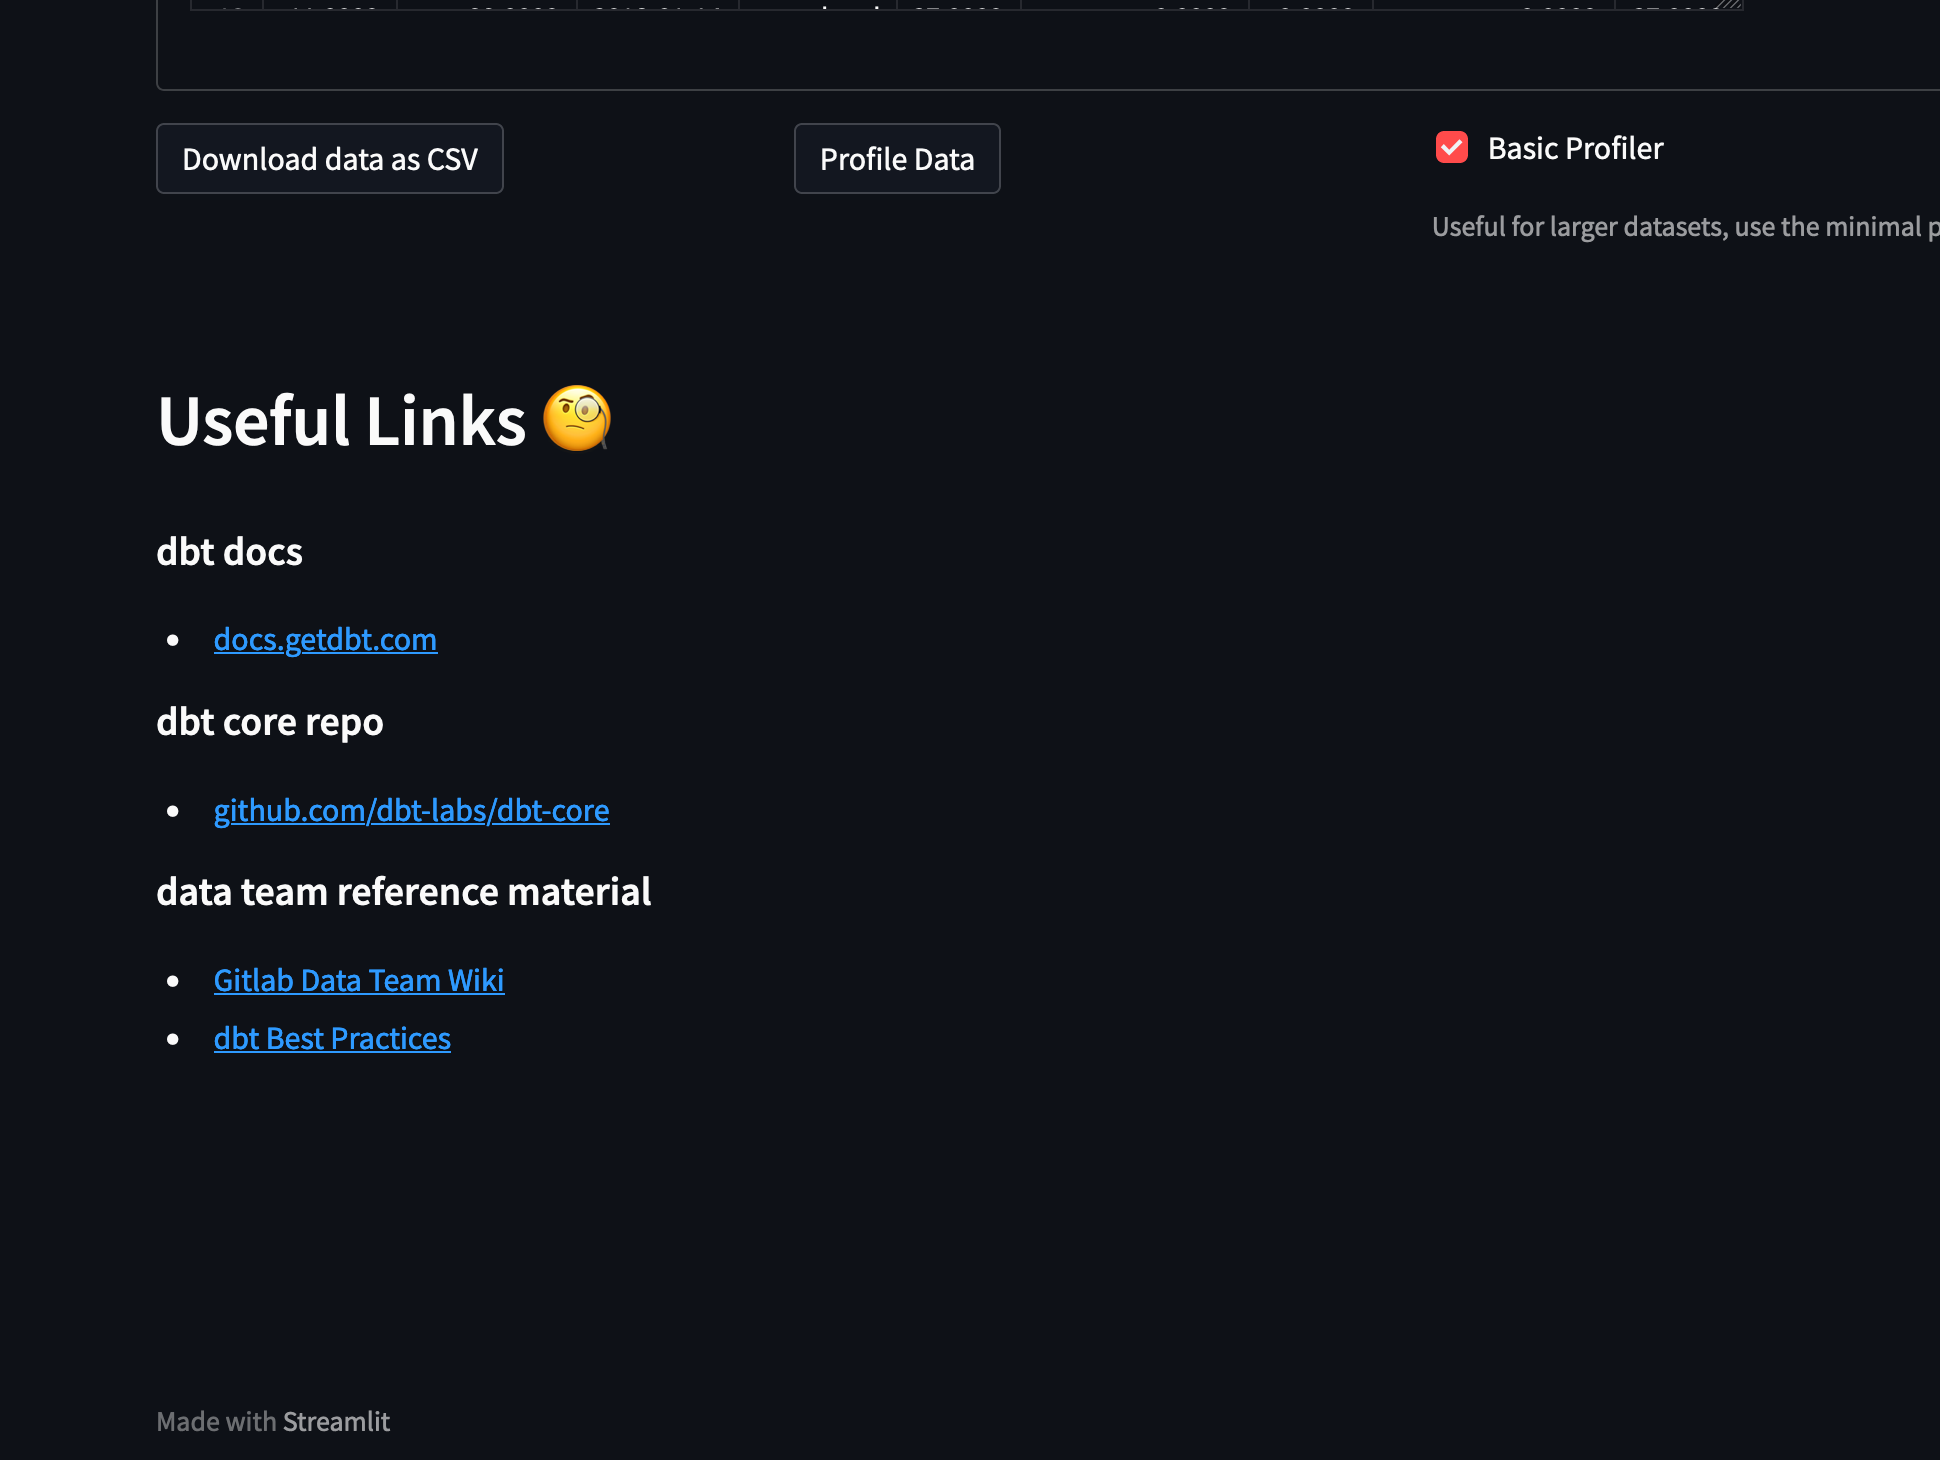 Download data as CSV
Profile Data
Basic Profiler
Useful for larger datasets, use the minimal
Useful Links 🧐
dbt docs
docs.getdbt.com
dbt core repo
github.com/dbt-labs/dbt-core
data team reference material
Gitlab Data Team Wiki
dbt Best Practices
Made with Streamlit